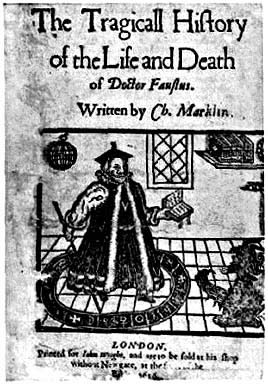 The Tragicall Hiſtory
of the Life and Death
of Doctor Fauſtus.
Written by Ch. Marklin.
LONDON,
Printed for Iohn Wright, and are to be ſold at his ſhop
without Newgate, at the
1616.